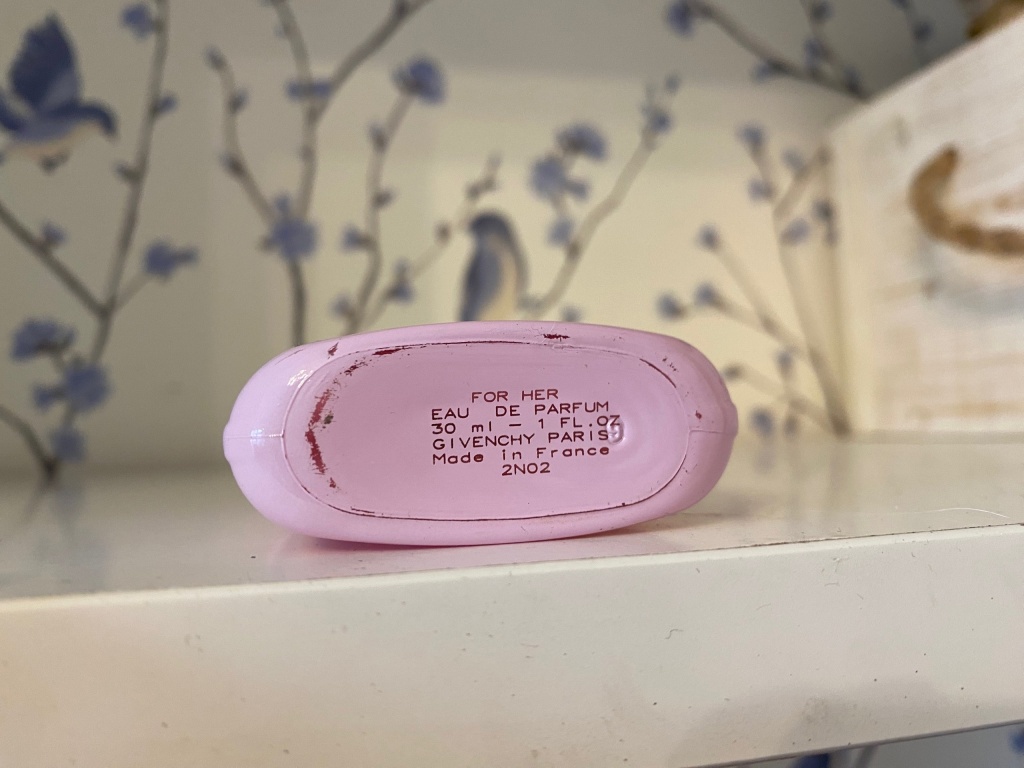 FOR HER
EAU DE PARFUM
30 ml – 1 FL.OZ
GIVENCHY PARIS
Made in France
2N02